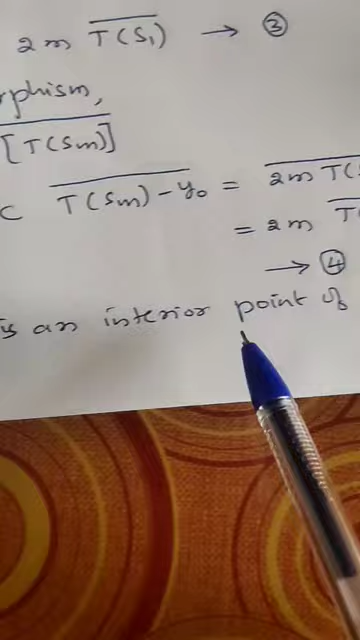 2m T(S₁) → ③
rphism,
[T(Sm)]
C T(Sm) - y₀ = 2m T(S
= 2m T(
→ ④
is an interior point of